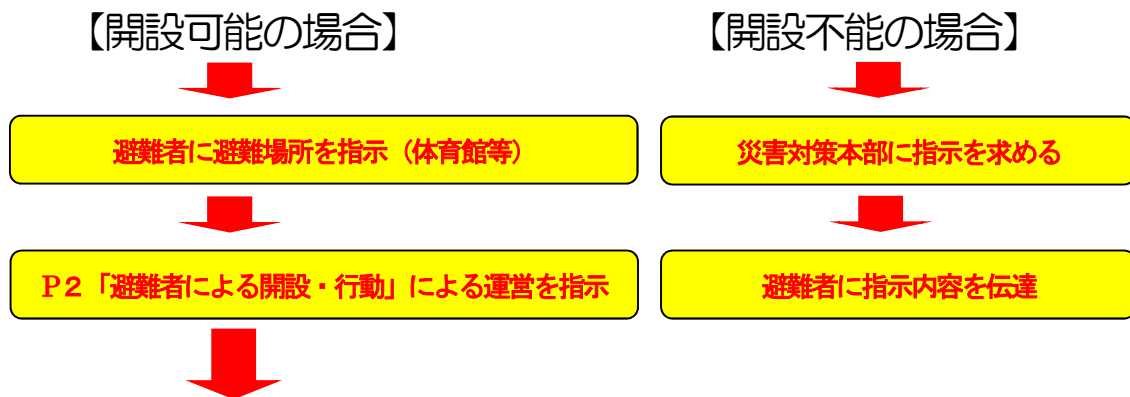 【開設可能の場合】
避難者に避難場所を指示（体育館等）
P２「避難者による開設・行動」による運営を指示
【開設不能の場合】
災害対策本部に指示を求める
避難者に指示内容を伝達